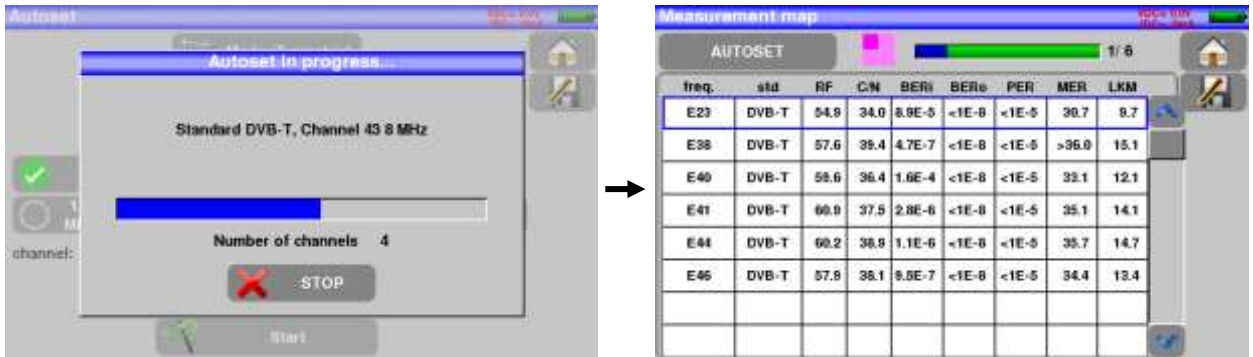 Autoset
Autoset in progress...
Standard DVB-T, Channel 43 8 MHz
Number of channels 4
STOP
channel:
Start
Measurement map
AUTOSET
1/ 6
freq. std RF C/N BERi BERo PER MER LKM
E23 DVB-T 54.9 34.0 8.9E-5 <1E-8 <1E-5 30.7 9.7
E38 DVB-T 57.6 39.4 4.7E-7 <1E-8 <1E-5 >36.0 15.1
E40 DVB-T 59.6 36.4 1.6E-4 <1E-8 <1E-5 33.1 12.1
E41 DVB-T 60.9 37.5 2.8E-6 <1E-8 <1E-5 35.1 14.1
E44 DVB-T 60.2 38.9 1.1E-6 <1E-8 <1E-5 35.7 14.7
E46 DVB-T 57.9 38.1 9.5E-7 <1E-8 <1E-5 34.4 13.4